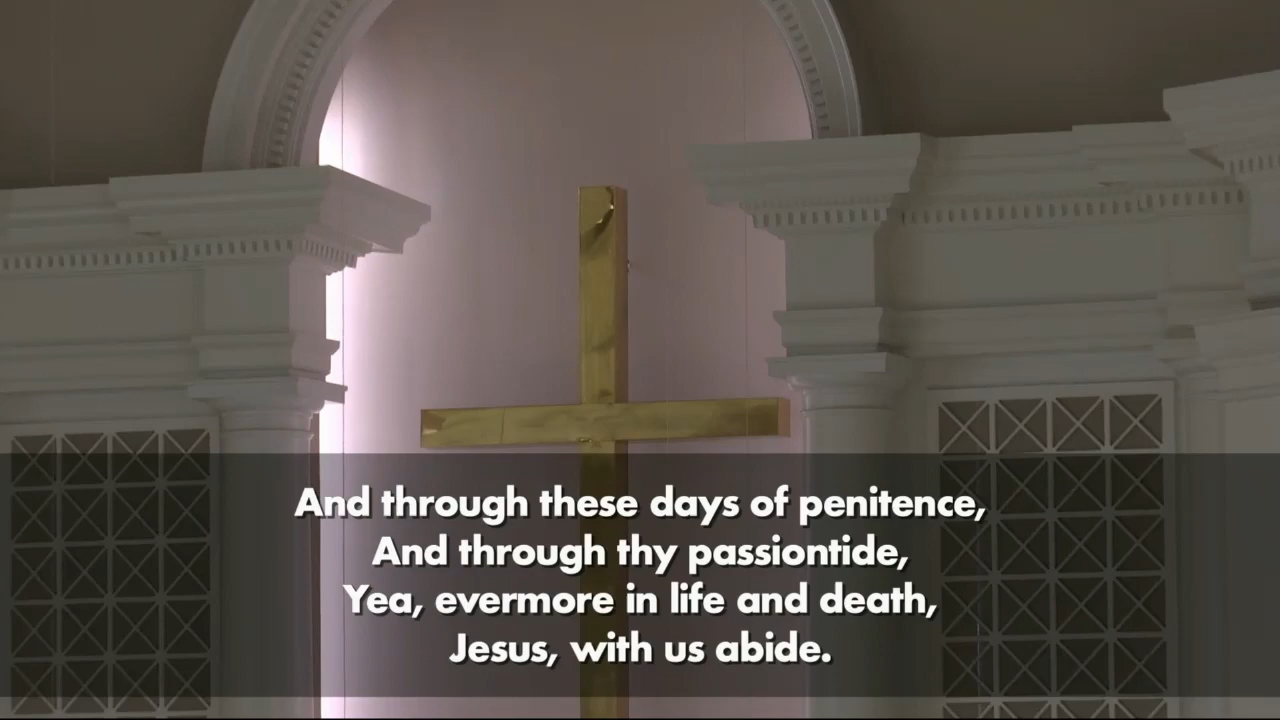 And through these days of penitence,
And through thy passiontide,
Yea, evermore in life and death,
Jesus, with us abide.